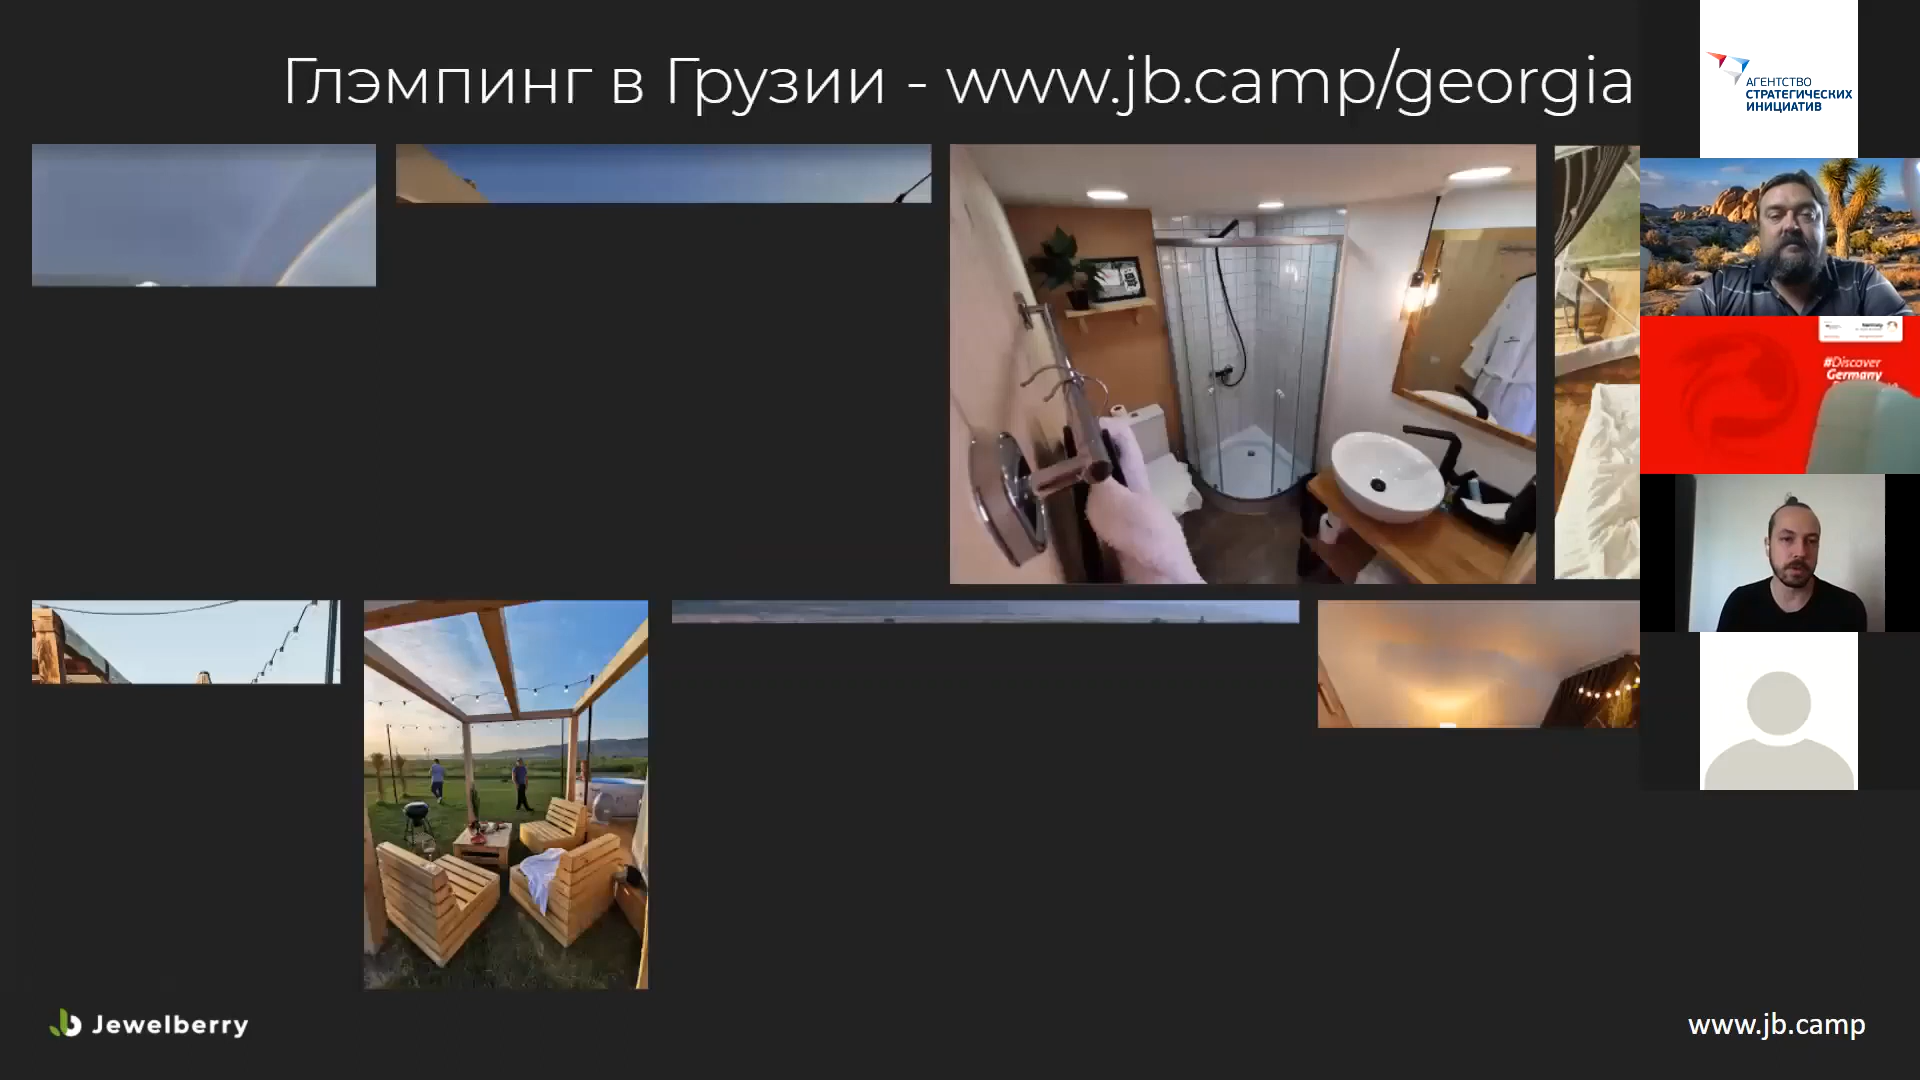 Глэмпинг в Грузии - www.jb.camp/georgia
АГЕНТСТВО
СТРАТЕГИЧЕСКИХ
ИНИЦИАТИВ
#Discover
Germany
Jewelberry
www.jb.camp